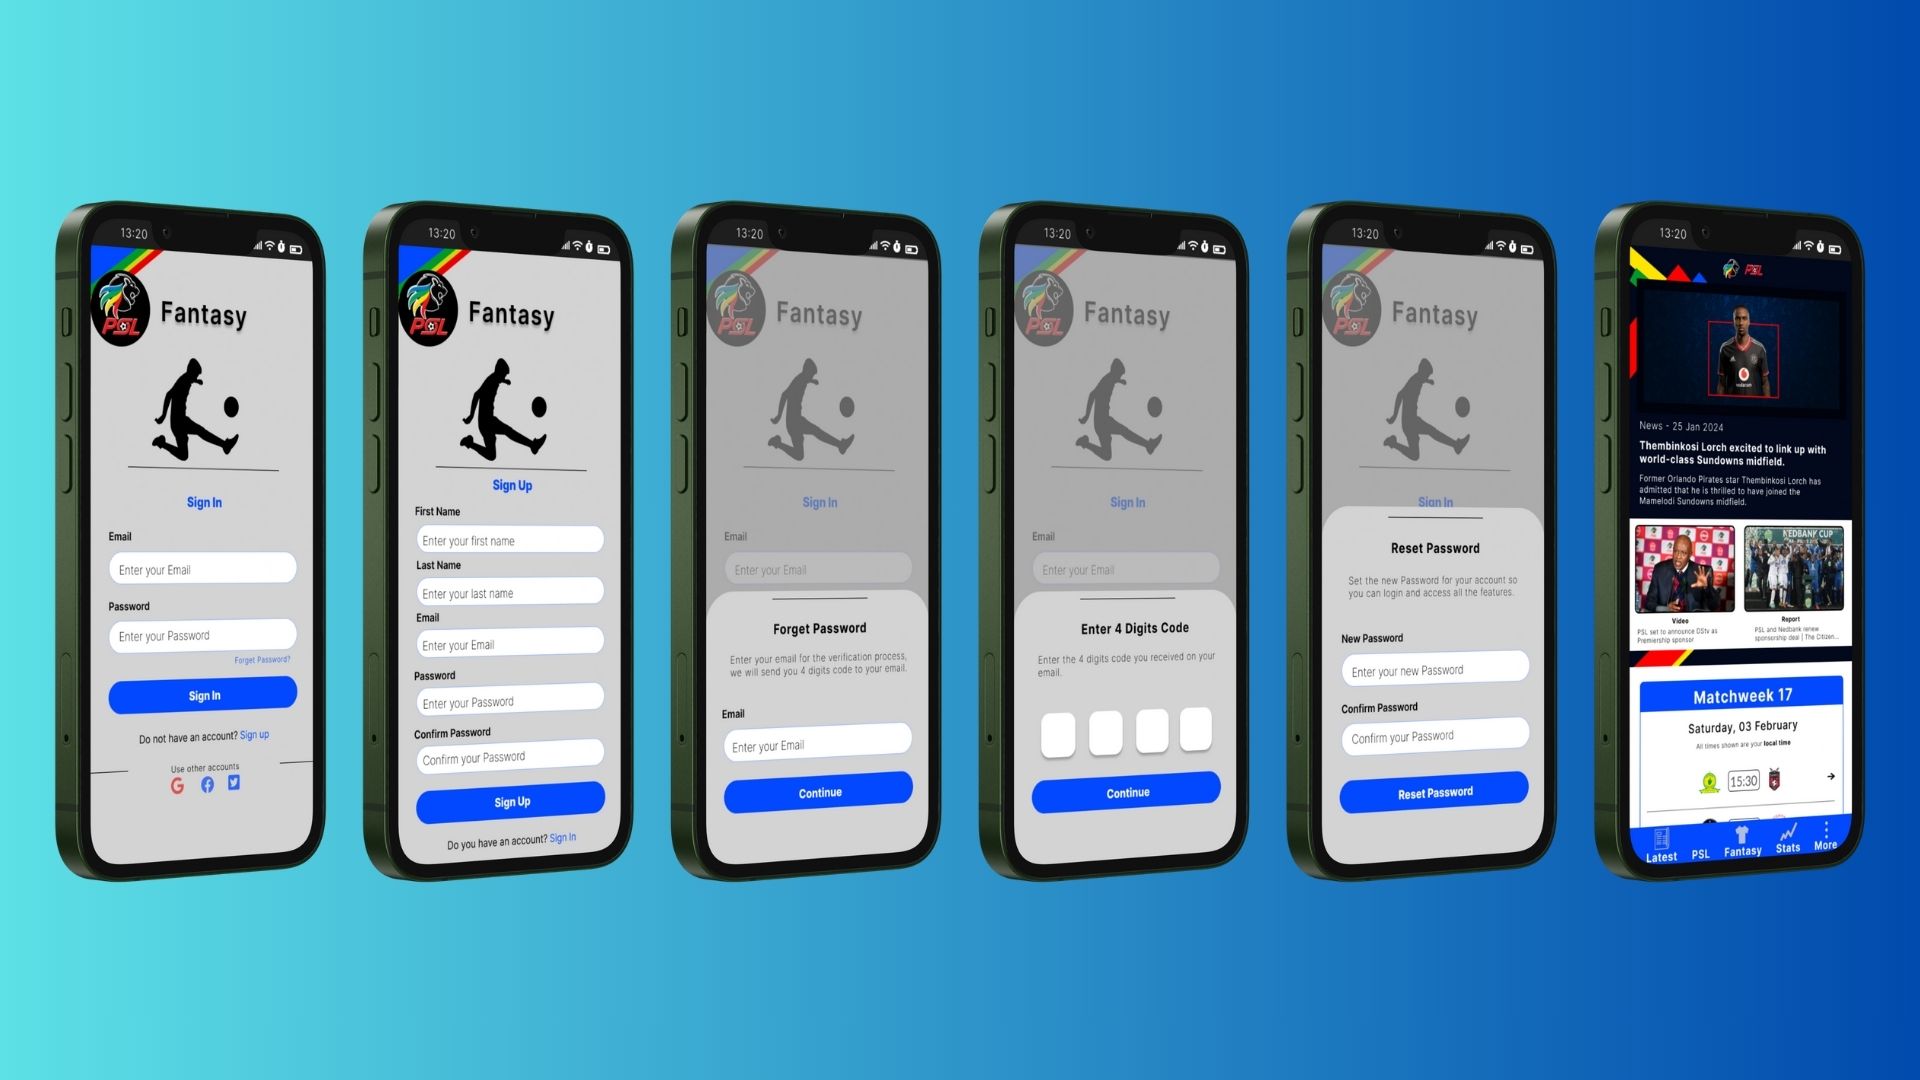 13:20
PSL
Fantasy
Sign In
Email
Enter your Email
Password
Enter your Password
Forget Password?
Sign In
Do not have an account? Sign up
Use other accounts
13:20
PSL
Fantasy
Sign Up
First Name
Enter your first name
Last Name
Enter your last name
Email
Enter your Email
Password
Enter your Password
Confirm Password
Confirm your Password
Sign Up
Do you have an account? Sign In
13:20
PSL
Fantasy
Sign In
Email
Enter your Email
Forget Password
Enter your email for the verification process,
we will send you 4 digits code to your email.
Email
Enter your Email
Continue
13:20
PSL
Fantasy
Sign In
Email
Enter your Email
Enter 4 Digits Code
Enter the 4 digits code you received on your
email.
Continue
13:20
PSL
Fantasy
Sign In
Reset Password
Set the new Password for your account so
you can login and access all the features.
New Password
Enter your new Password
Confirm Password
Confirm your Password
Reset Password
13:20
PSL
News - 25 Jan 2024
Thembinkosi Lorch excited to link up with
world-class Sundowns midfield.
Former Orlando Pirates star Thembinkosi Lorch has
admitted that he is thrilled to have joined the
Mamelodi Sundowns midfield.
NEDBANK CUP
Video
PSL set to announce DStv as
Premiership sponsor
Report
PSL and Nedbank renew
sponsorship deal | The Citizen...
Matchweek 17
Saturday, 03 February
All times shown are your local time
15:30
Latest
PSL
Fantasy
Stats
More